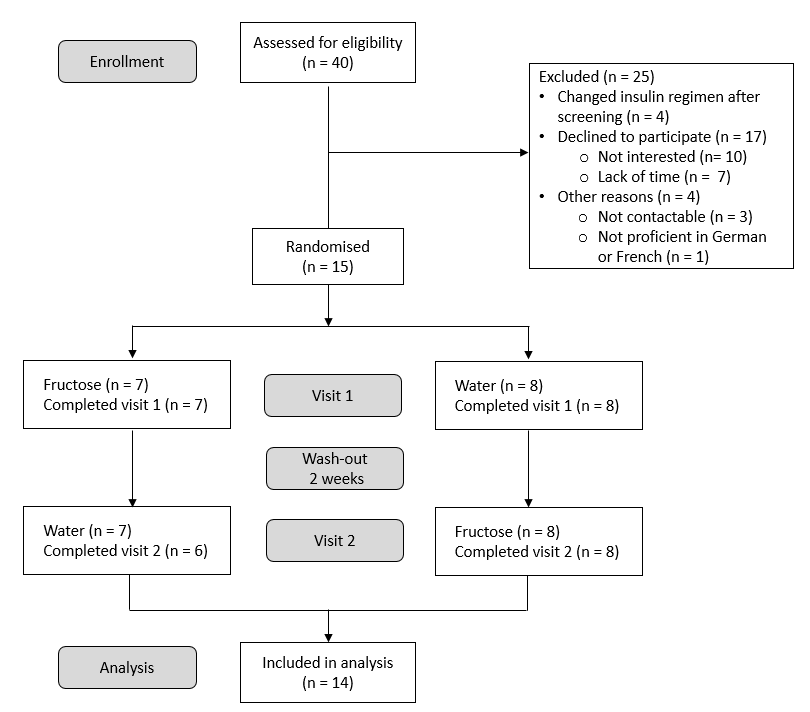 Enrollment
Assessed for eligibility
(n = 40)
Excluded (n = 25)
• Changed insulin regimen after
screening (n = 4)
• Declined to participate (n = 17)
o Not interested (n= 10)
o Lack of time (n =  7)
• Other reasons (n = 4)
o Not contactable (n = 3)
o Not proficient in German
or French (n = 1)
Randomised
(n = 15)
Fructose (n = 7)
Completed visit 1 (n = 7)
Visit 1
Water (n = 8)
Completed visit 1 (n = 8)
Wash-out
2 weeks
Water (n = 7)
Completed visit 2 (n = 6)
Visit 2
Fructose (n = 8)
Completed visit 2 (n = 8)
Analysis
Included in analysis
(n = 14)